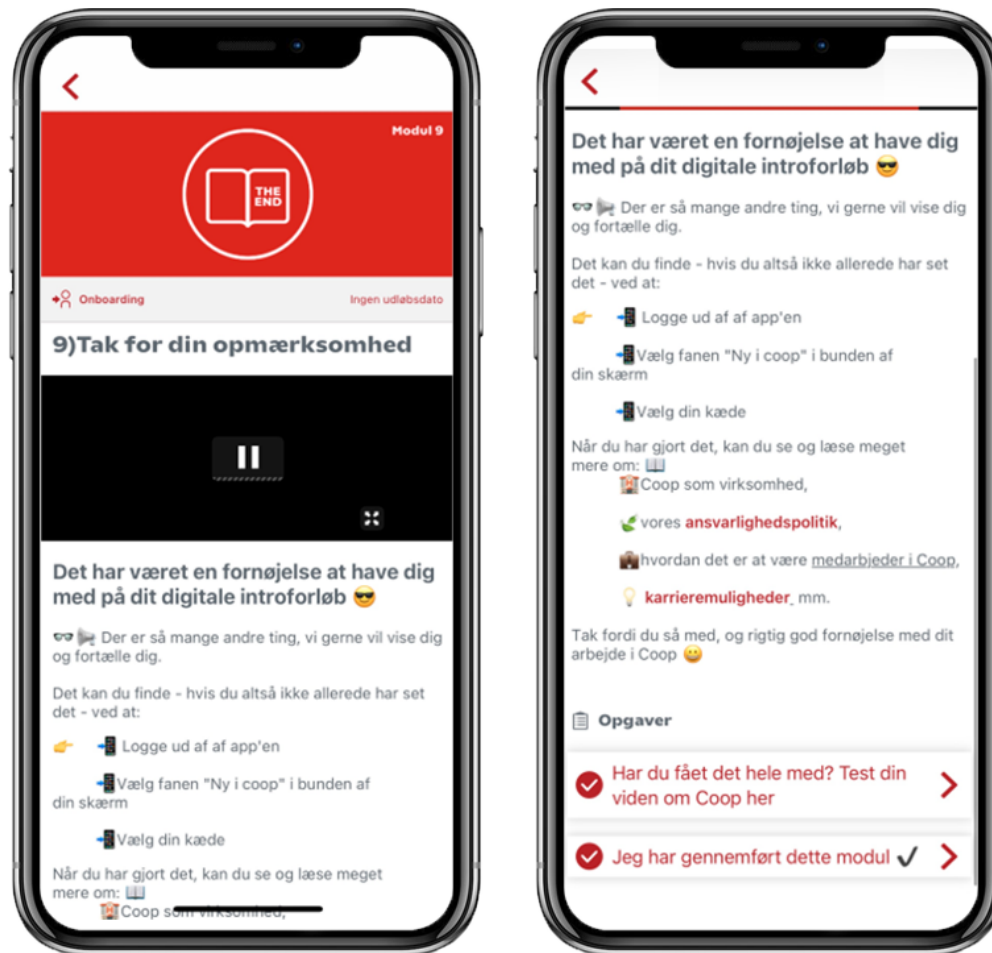 Modul 9
THE
END
Onboarding
Ingen udløbsdato
9)Tak for din opmærksomhed
Det har været en fornøjelse at have dig
med på dit digitale introforløb 😎
👓 📢 Der er så mange andre ting, vi gerne vil vise dig
og fortælle dig.
Det kan du finde - hvis du altså ikke allerede har set
det - ved at:
👉 📲 Logge ud af af app'en
📲Vælg fanen "Ny i coop" i bunden af
din skærm
📲Vælg din kæde
Når du har gjort det, kan du se og læse meget
mere om: 📖
🏨Coop som virksomhed,
Det har været en fornøjelse at have dig
med på dit digitale introforløb 😎
👓 📢 Der er så mange andre ting, vi gerne vil vise dig
og fortælle dig.
Det kan du finde - hvis du altså ikke allerede har set
det - ved at:
👉 📲 Logge ud af af app'en
📲Vælg fanen "Ny i coop" i bunden af
din skærm
📲Vælg din kæde
Når du har gjort det, kan du se og læse meget
mere om: 📖
🏨Coop som virksomhed,
🌿vores ansvarlighedspolitik,
💼hvordan det er at være medarbjeder i Coop,
💡 karrieremuligheder mm.
Tak fordi du så med, og rigtig god fornøjelse med dit
arbejde i Coop 😀
📋 Opgaver
Har du fået det hele med? Test din
viden om Coop her
Jeg har gennemført dette modul ✓